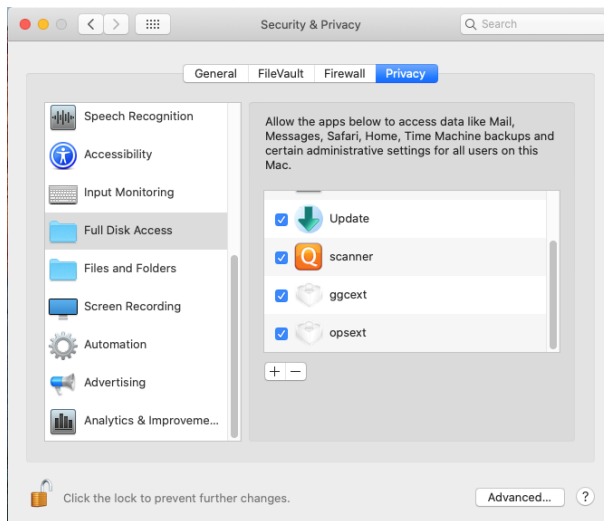 Security & Privacy
Search
General
FileVault
Firewall
Privacy
Speech Recognition
Accessibility
Input Monitoring
Full Disk Access
Files and Folders
Screen Recording
Automation
Advertising
Analytics & Improveme...
Allow the apps below to access data like Mail,
Messages, Safari, Home, Time Machine backups and
certain administrative settings for all users on this
Mac.
Update
Q
scanner
ggcext
opsext
+
−
Click the lock to prevent further changes.
Advanced...
?